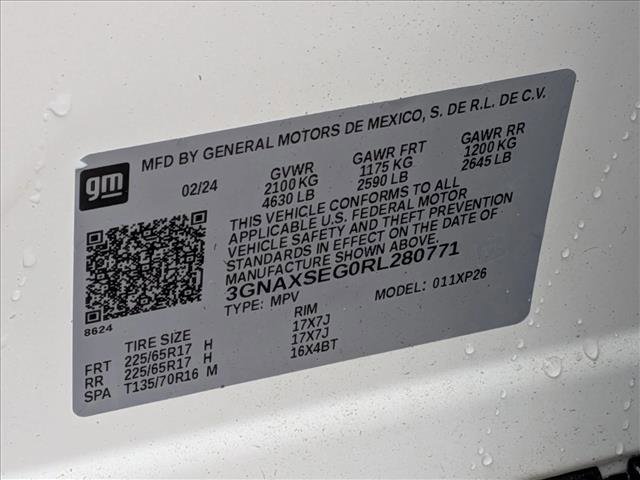 MFD BY GENERAL MOTORS DE MEXICO, S. DE R.L. DE C.V.
gm
02/24
GVWR GAWR FRT GAWR RR
2100 KG 1175 KG 1200 KG
4630 LB 2590 LB 2645 LB
THIS VEHICLE CONFORMS TO ALL
APPLICABLE U.S. FEDERAL MOTOR
VEHICLE SAFETY AND THEFT PREVENTION
STANDARDS IN EFFECT ON THE DATE OF
MANUFACTURE SHOWN ABOVE.
3GNAXSEG0RL280771
TYPE: MPV MODEL: 011XP26
8624
TIRE SIZE RIM
FRT 225/65R17 H 17X7J
RR 225/65R17 H 17X7J
SPA T135/70R16 M 16X4BT